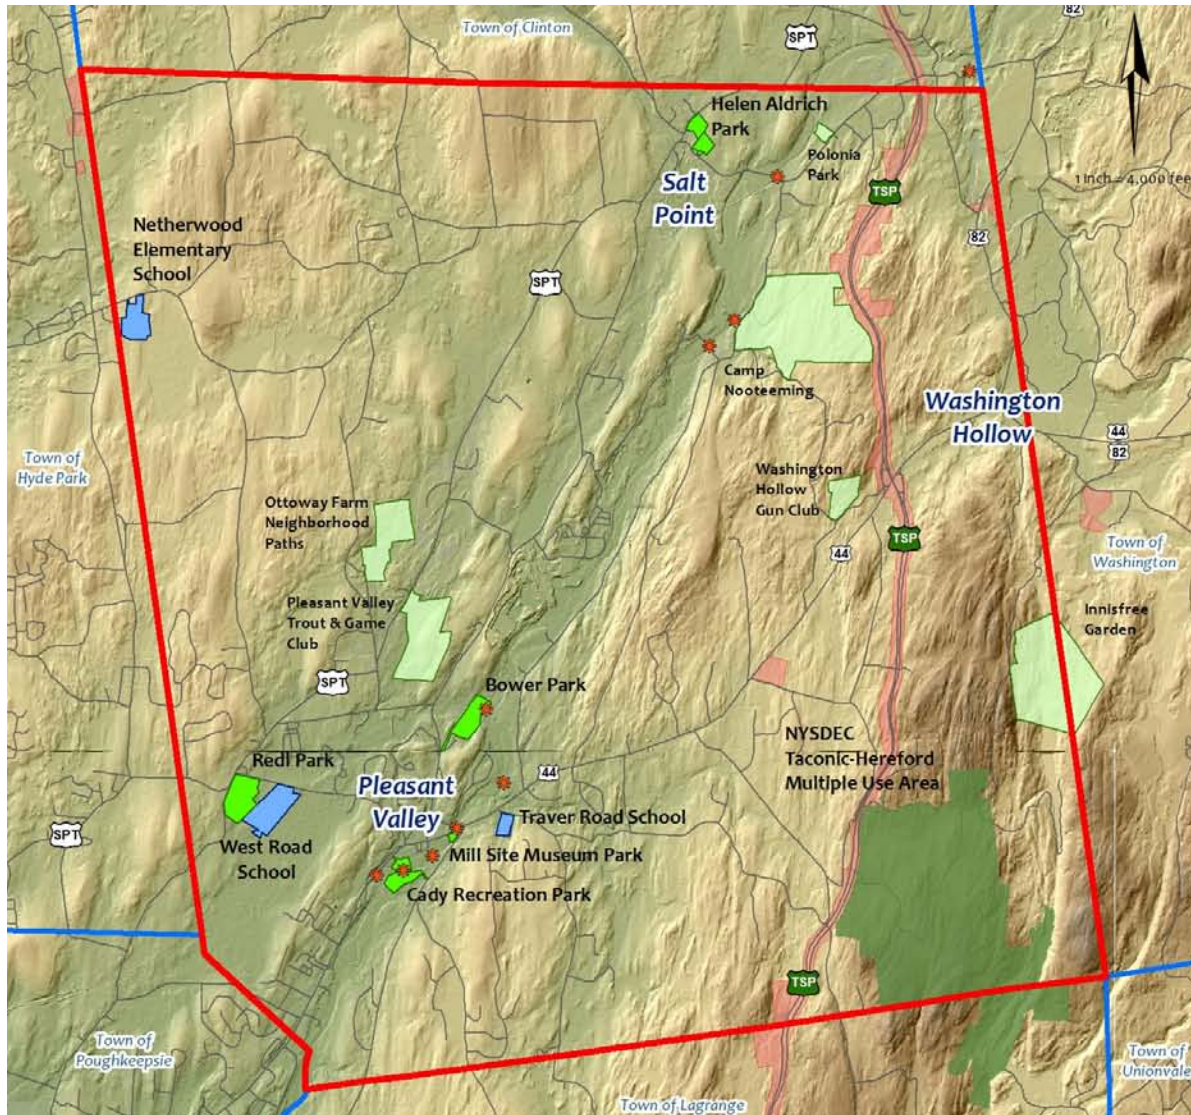 82
Town of Clinton
SPT
Helen Aldrich
Park
Polonia
Park
1 inch = 4,000 fee
Salt
Point
TSP
Netherwood
Elementary
School
82
SPT
Camp
Nooteeming
Washington
Hollow
44
82
Town of
Hyde Park
Washington
Hollow
Gun Club
Ottoway Farm
Neighborhood
Paths
TSP
44
Town of
Washington
Pleasant Valley
Trout & Game
Club
Innisfree
Garden
SPT
Bower Park
NYSDEC
Taconic-Hereford
Multiple Use Area
Redl Park
44
Pleasant
Valley
SPT
Traver Road School
West Road
School
Mill Site Museum Park
Cady Recreation Park
TSP
Town of
Poughkeepsie
Town of
Unionvale
Town of Lagrange